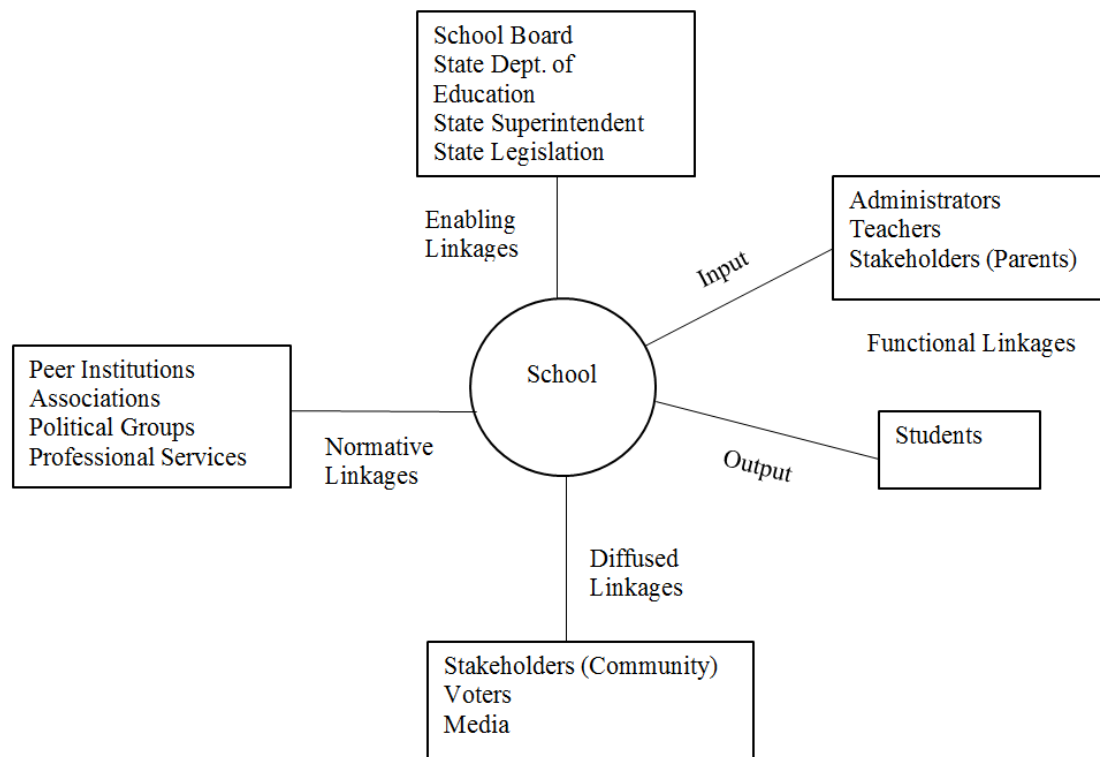 School Board
State Dept. of
Education
State Superintendent
State Legislation
Enabling
Linkages
Administrators
Teachers
Stakeholders (Parents)
Input
Functional Linkages
School
Peer Institutions
Associations
Political Groups
Professional Services
Normative
Linkages
Students
Output
Diffused
Linkages
Stakeholders (Community)
Voters
Media